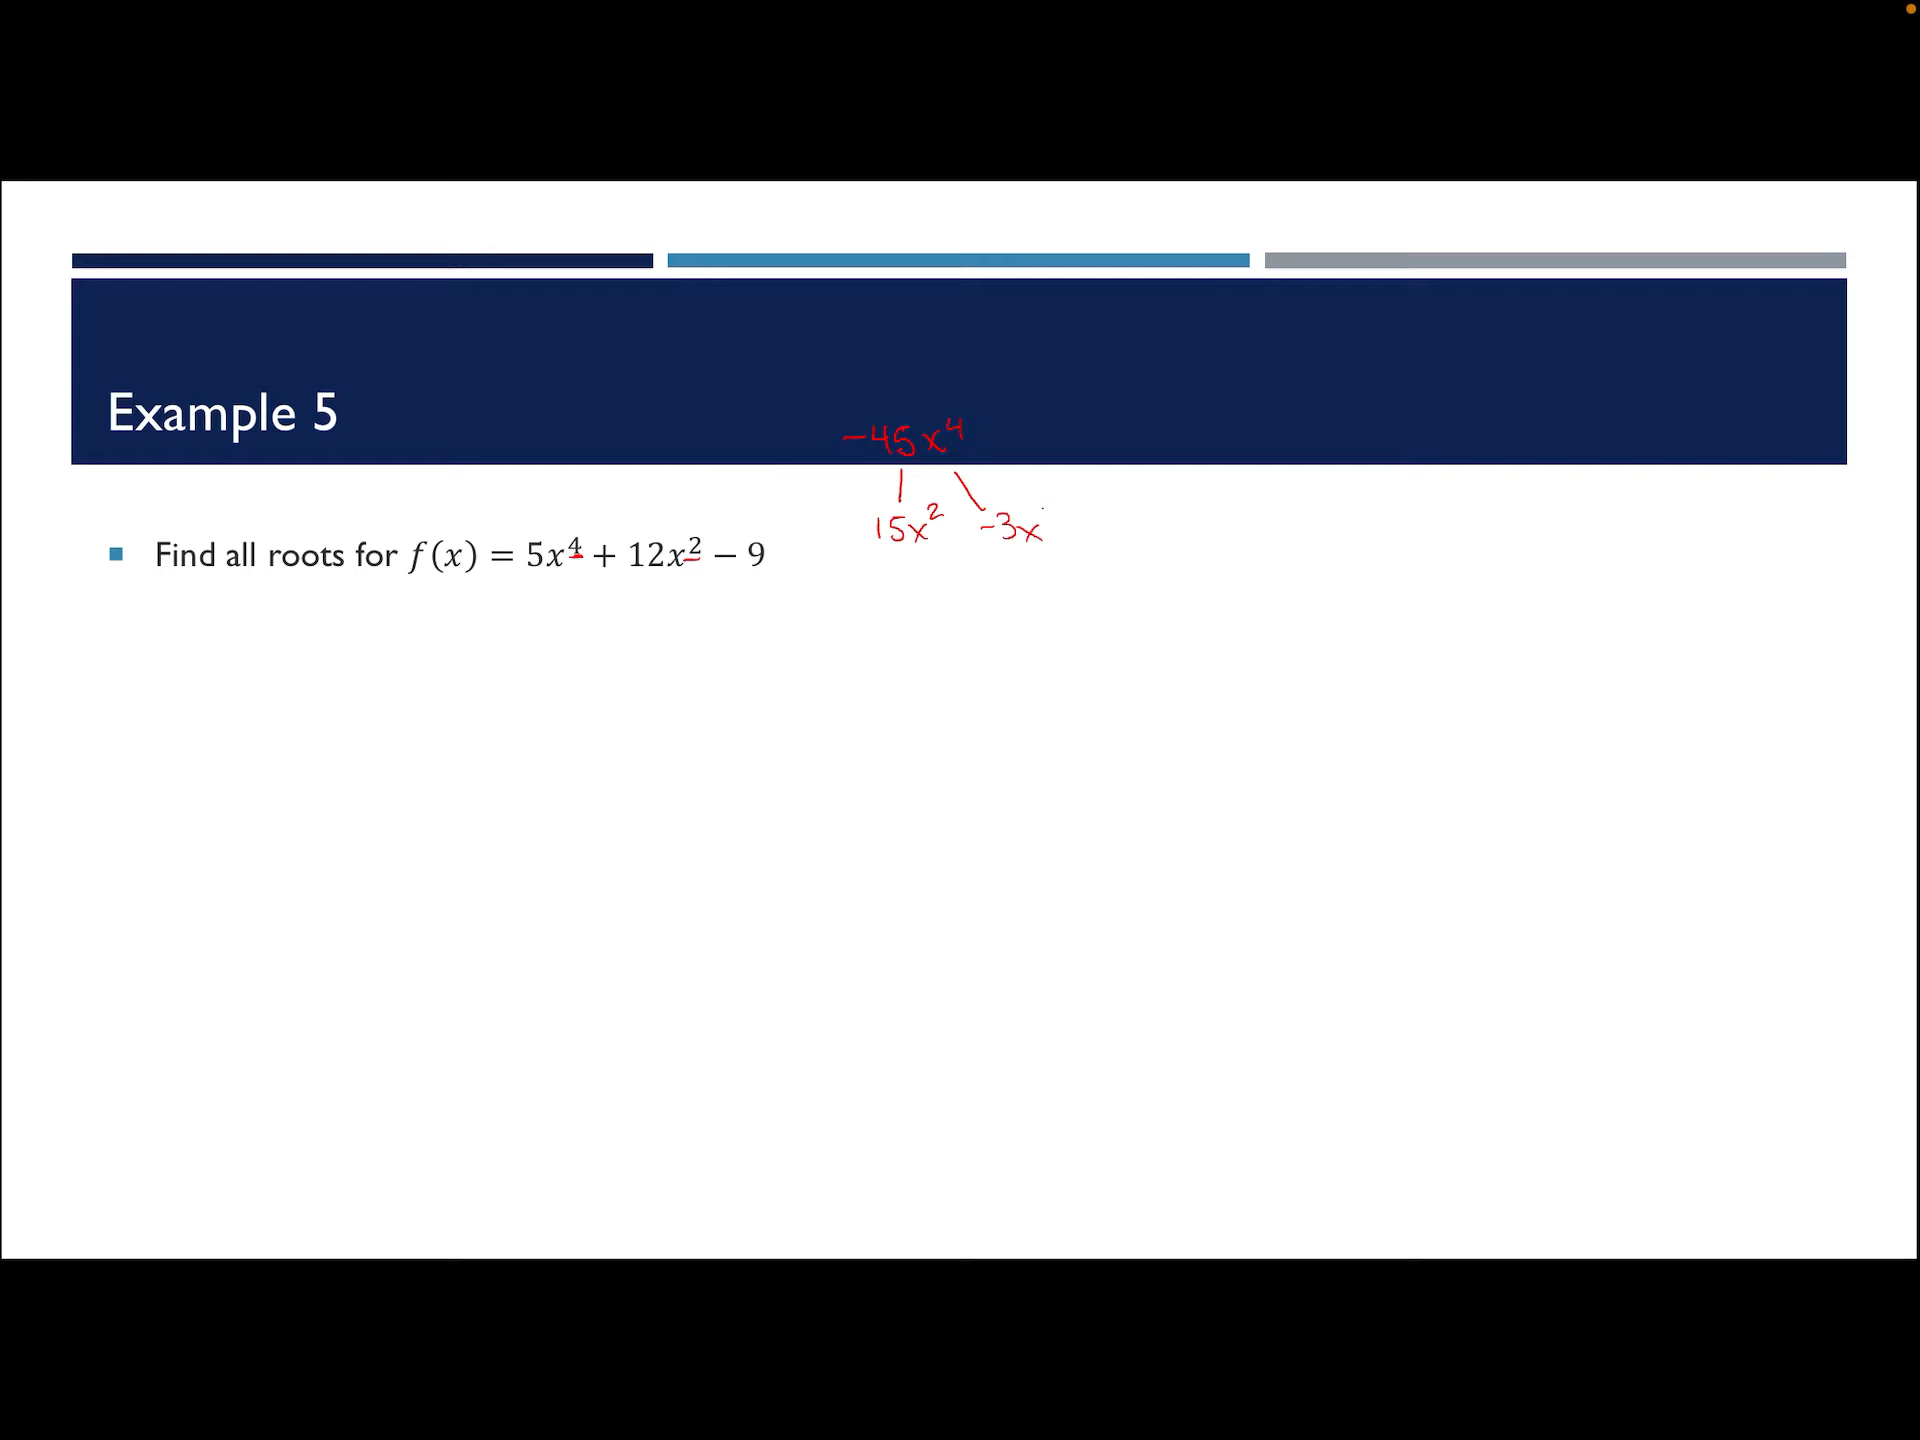 Example 5
-45x⁴
15x² -3x
Find all roots for f(x) = 5x⁴ + 12x² − 9